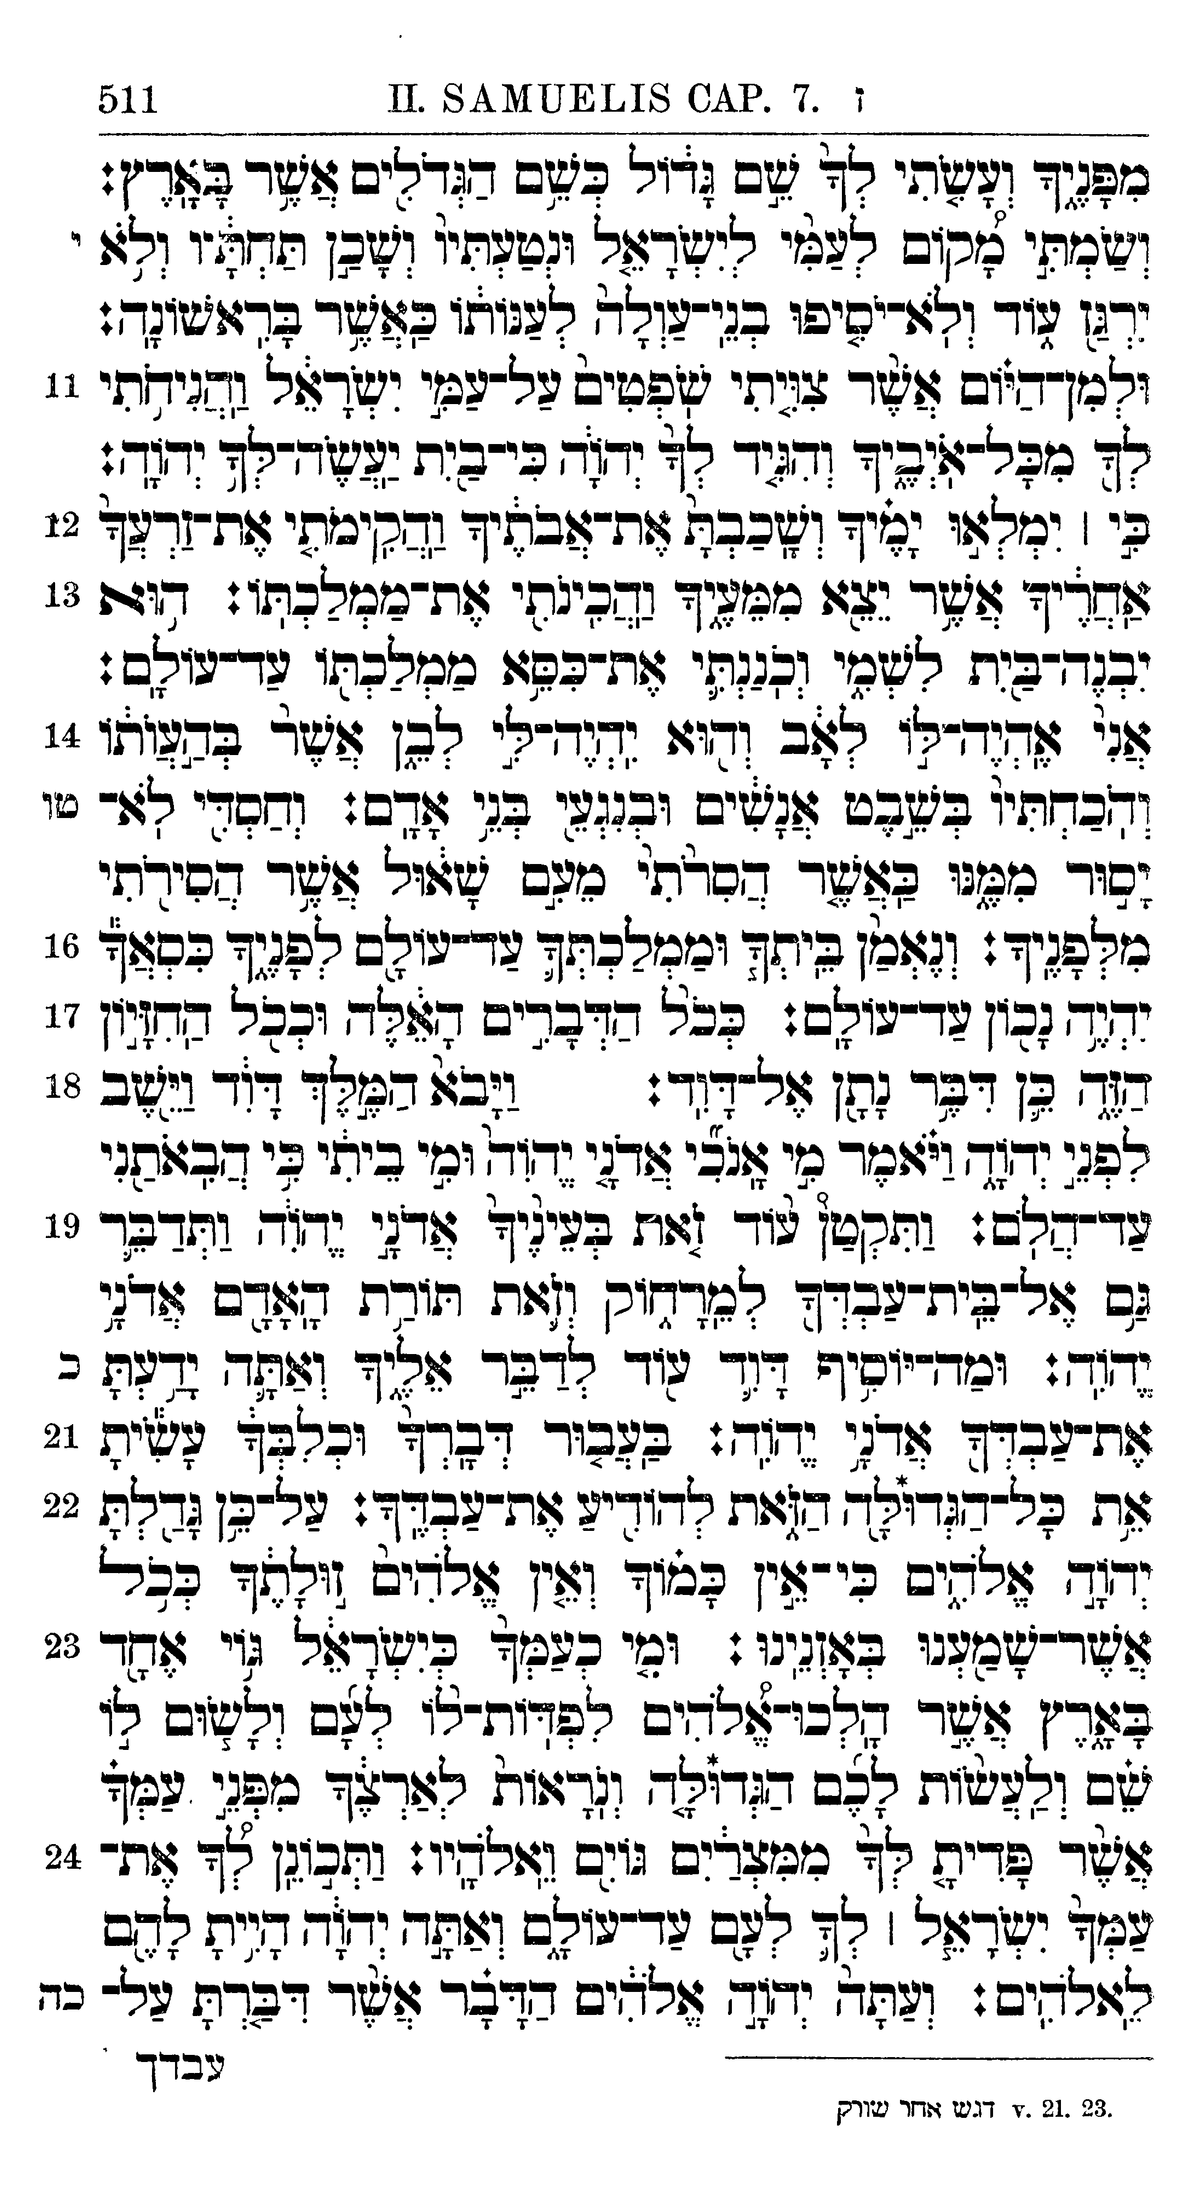 511 II. SAMUELIS CAP. 7. ז
מִפָּנֶ֑יךָ וְעָשִׂ֤תִי לְךָ֙ שֵׁ֣ם גָּד֔וֹל כְּשֵׁ֥ם הַגְּדֹלִ֖ים אֲשֶׁ֥ר בָּאָֽרֶץ׃
וְשַׂמְתִּ֣י מָ֠קוֹם לְעַמִּ֨י לְיִשְׂרָאֵ֤ל וּנְטַעְתִּיו֙ וְשָׁכַ֣ן תַּחְתָּ֔יו וְלֹ֥א י
יִרְגַּ֖ז ע֑וֹד וְלֹֽא־יֹסִ֤יפוּ בְנֵֽי־עַוְלָה֙ לְעַנּוֹת֔וֹ כַּֽאֲשֶׁ֖ר בָּרִֽאשׁוֹנָֽה׃
וּלְמִן־הַיּ֗וֹם אֲשֶׁ֨ר צִוִּ֤יתִי שֹֽׁפְטִים֙ עַל־עַמִּ֣י יִשְׂרָאֵ֔ל וַֽהֲנִיחֹ֥תִי 11
לְךָ֖ מִכָּל־אֹֽיְבֶ֑יךָ וְהִגִּ֤יד לְךָ֙ יְהוָֹ֔ה כִּי־בַ֖יִת יַֽעֲשֶׂה־לְּךָ֥ יְהוָֹֽה׃
כִּ֣י ׀ יִמְלְא֣וּ יָמֶ֗יךָ וְשָֽׁכַבְתָּ֙ אֶת־אֲבֹתֶ֔יךָ וַהֲקִֽימֹתִ֤י אֶֽת־זַרְעֲךָ֙ 12
אַֽחֲרֶ֔יךָ אֲשֶׁ֥ר יֵצֵ֖א מִמֵּעֶ֑יךָ וַהֲכִֽינֹתִ֖י אֶת־מַמְלַכְתּֽוֹ׃ ה֥וּא 13
יִבְנֶה־בַּ֖יִת לִשְׁמִ֑י וְכֹֽנַנְתִּ֛י אֶת־כִּסֵּ֥א מַמְלַכְתּ֖וֹ עַד־עוֹלָֽם׃
אֲנִי֙ אֶֽהְיֶה־לּ֣וֹ לְאָ֔ב וְה֖וּא יִֽהְיֶה־לִּ֣י לְבֵ֑ן אֲשֶׁר֙ בְּהַ֣עֲוֺת֔וֹ 14
וְהֹֽכַחְתִּיו֙ בְּשֵׁ֣בֶט אֲנָשִׁ֔ים וּבְנִגְעֵ֖י בְּנֵ֥י אָדָֽם׃ וְחַסְדִּ֖י לֹֽא־ טו
יָס֣וּר מִמֶּ֑נּוּ כַּֽאֲשֶׁ֤ר הֲסִרֹ֙תִי֙ מֵעִ֣ם שָׁא֔וּל אֲשֶׁ֥ר הֲסִירֹ֖תִי
מִלְּפָנֶֽיךָ׃ וְנֶאְמַ֨ן בֵּֽיתְךָ֧ וּמַמְלַכְתְּךָ֛ עַד־עוֹלָ֖ם לְפָנֶ֑יךָ כִּסְאֲךָ֔ 16
יִהְיֶ֥ה נָכ֖וֹן עַד־עוֹלָֽם׃ כְּכֹל֙ הַדְּבָרִ֣ים הָאֵ֔לֶּה וּכְכֹ֖ל הַֽחִזָּי֣וֹן 17
הַזֶּ֑ה כֵּ֛ן דִּבֶּ֥ר נָתָ֖ן אֶל־דָּוִֽד׃ וַיָּבֹא֙ הַמֶּ֣לֶךְ דָּוִ֔ד וַיֵּ֖שֶׁב 18
לִפְנֵ֣י יְהוָֹ֑ה וַיֹּ֗אמֶר מִ֣י אָֽנֹכִ֞י אֲדֹנָ֤י יֱהוִֹה֙ וּמִ֣י בֵיתִ֔י כִּ֥י הֲבִֽאֹתַ֖נִי
עַד־הֲלֹֽם׃ וַתִּקְטַן֩ ע֨וֹד זֹ֤את בְּעֵינֶ֙יךָ֙ אֲדֹנָ֣י יֱהוִֹ֔ה וַתְּדַבֵּ֥ר 19
גַּ֛ם אֶל־בֵּֽית־עַבְדְּךָ֖ לְמֵֽרָח֑וֹק וְזֹ֛את תּוֹרַ֥ת הָֽאָדָ֖ם אֲדֹנָ֥י
יֱהוִֹֽה׃ וּמַה־יּוֹסִ֥יף דָּוִ֛ד ע֖וֹד לְדַבֵּ֣ר אֵלֶ֑יךָ וְאַתָּ֛ה יָדַ֥עְתָּ כ
אֶֽת־עַבְדְּךָ֖ אֲדֹנָ֥י יֱהוִֹֽה׃ בַּֽעֲב֤וּר דְּבָֽרְךָ֙ וּֽכְלִבְּךָ֔ עָשִׂ֕יתָ 21
אֵ֥ת כָּל־הַגְּדוּלָּ֖ה* הַזֹּ֑את לְהוֹדִ֖יעַ אֶת־עַבְדֶּֽךָ׃ עַל־כֵּ֥ן גָּדַ֖לְתָּ 22
יְהוָֹ֣ה אֱלֹהִ֑ים כִּי־אֵ֣ין כָּמ֗וֹךָ וְאֵ֤ין אֱלֹהִים֙ זֽוּלָתֶ֔ךָ כְּכֹ֥ל
אֲשֶׁר־שָׁמַ֖עְנוּ בְּאָזְנֵֽינוּ׃ וּמִ֤י כְעַמְּךָ֙ כְּיִשְׂרָאֵ֔ל גּ֥וֹי אֶחָ֖ד 23
בָּאָ֑רֶץ אֲשֶׁ֣ר הָֽלְכוּ־אֱ֠לֹהִים לִפְדּֽוֹת־ל֨וֹ לְעָ֜ם וְלָשׂ֧וּם ל֣וֹ
שֵׁ֗ם וְלַֽעֲשׂ֨וֹת לָכֶ֜ם הַגְּדוּלָּ֤ה* וְנֹֽרָאוֹת֙ לְאַרְצֶ֔ךָ מִפְּנֵ֣י עַמְּךָ֗
אֲשֶׁ֨ר פָּדִ֤יתָ לְּךָ֙ מִמִּצְרַ֔יִם גּוֹיִ֖ם וֵֽאלֹהָֽיו׃ וַתְּכ֣וֹנֵֽן לְ֠ךָ אֶת־ 24
עַמְּךָ֙ יִשְׂרָאֵ֧ל ׀ לְךָ֛ לְעָ֖ם עַד־עוֹלָ֑ם וְאַתָּ֣ה יְהוָֹ֔ה הָיִ֥יתָ לָהֶ֖ם
לֵֽאלֹהִֽים׃ וְעַתָּה֙ יְהוָֹ֣ה אֱלֹהִ֔ים הַדָּבָ֗ר אֲשֶׁ֨ר דִּבַּ֤רְתָּ עַל־ כה
עבדך
v. 21. 23. דגש אחר שורק